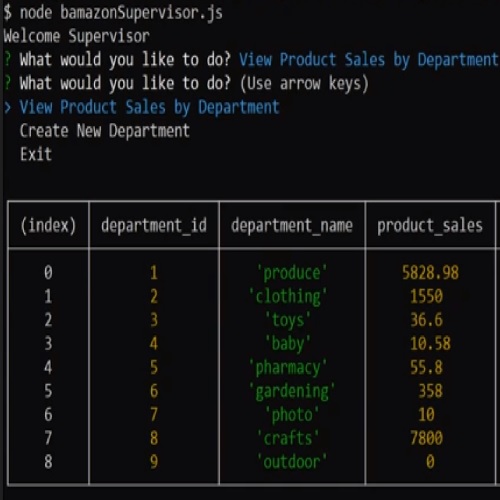 $ node bamazonSupervisor.js
Welcome Supervisor
? What would you like to do? View Product Sales by Department
? What would you like to do? (Use arrow keys)
> View Product Sales by Department
Create New Department
Exit
(index) department_id department_name product_sales
0 1 'produce' 5828.98
1 2 'clothing' 1550
2 3 'toys' 36.6
3 4 'baby' 10.58
4 5 'pharmacy' 55.8
5 6 'gardening' 358
6 7 'photo' 10
7 8 'crafts' 7800
8 9 'outdoor' 0